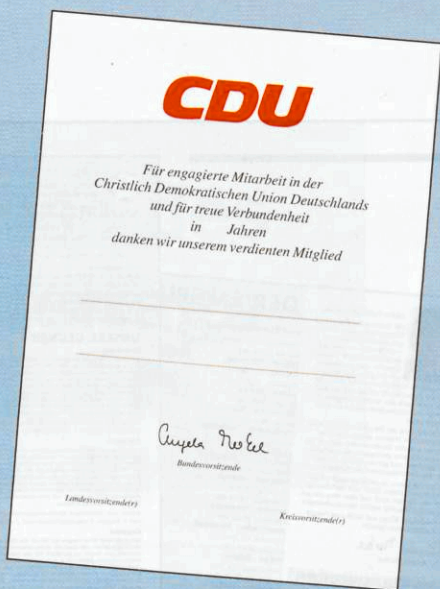 CDU
Für engagierte Mitarbeit in der
Christlich Demokratischen Union Deutschlands
und für treue Verbundenheit
in Jahren
danken wir unserem verdienten Mitglied
Angela Merkel
Bundesvorsitzende
Landesvorsitzende(r)
Kreisvorsitzende(r)